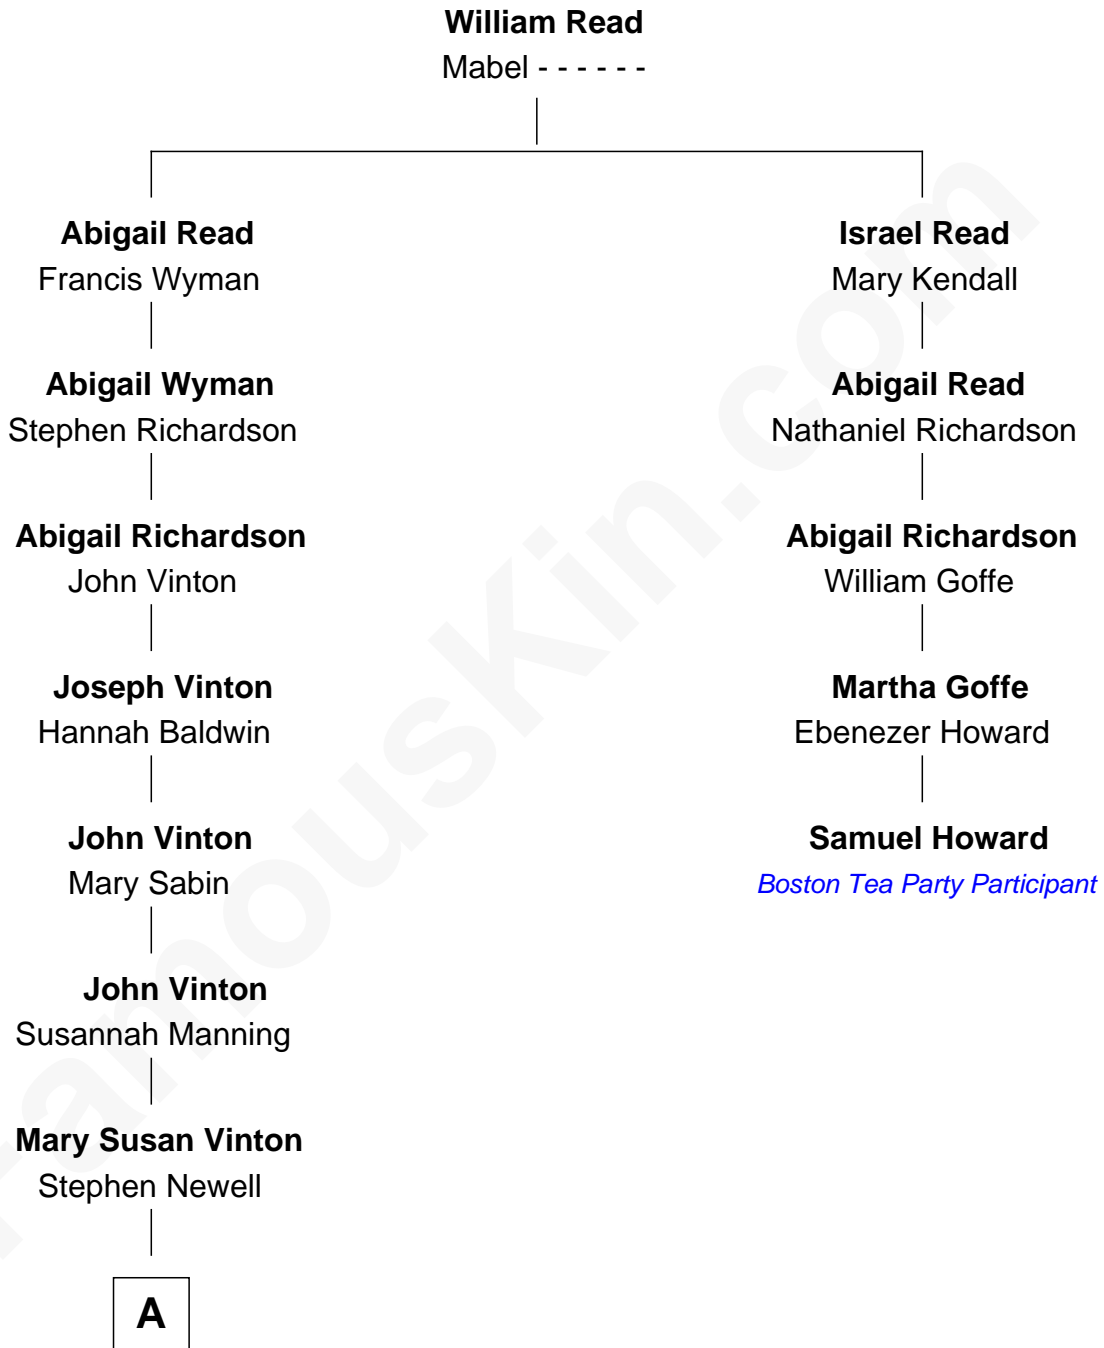 William Read
Mabel - - - - - -
Abigail Read
Francis Wyman
Israel Read
Mary Kendall
Abigail Wyman
Stephen Richardson
Abigail Read
Nathaniel Richardson
Abigail Richardson
John Vinton
Abigail Richardson
William Goffe
Joseph Vinton
Hannah Baldwin
Martha Goffe
Ebenezer Howard
John Vinton
Mary Sabin
Samuel Howard
Boston Tea Party Participant
John Vinton
Susannah Manning
Mary Susan Vinton
Stephen Newell
A
FamousKin.com